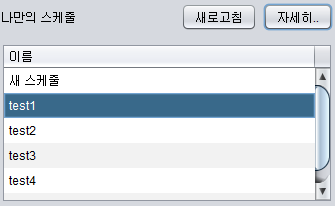 나만의 스케줄 새로고침 자세히..
이름
새 스케줄
test1
test2
test3
test4